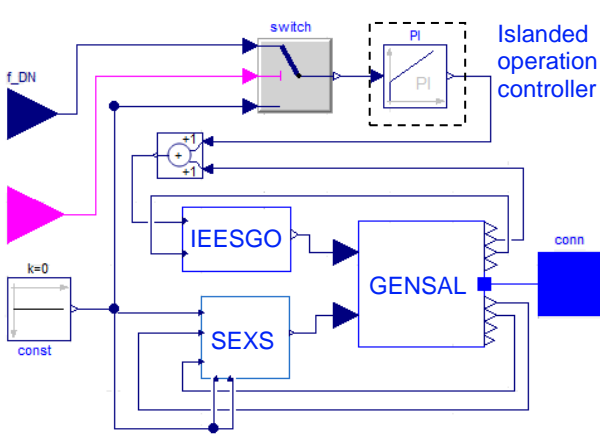 switch
PI
Islanded
operation
controller
f_DN
PI
+1
+
+1
IEESGO
conn
k=0
GENSAL
SEXS
const